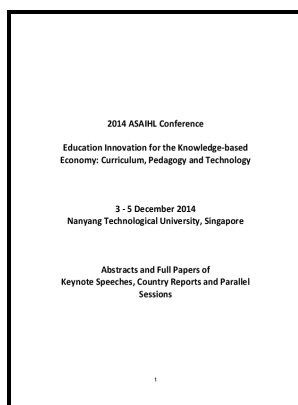 2014 ASAIHL Conference
Education Innovation for the Knowledge-based
Economy: Curriculum, Pedagogy and Technology
3 - 5 December 2014
Nanyang Technological University, Singapore
Abstracts and Full Papers of
Keynote Speeches, Country Reports and Parallel
Sessions
1